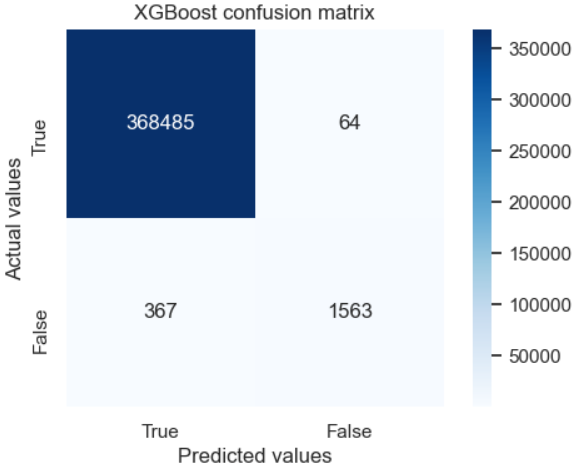 XGBoost confusion matrix
368485
64
367
1563
True
False
Actual values
True
False
Predicted values
350000
300000
250000
200000
150000
100000
50000